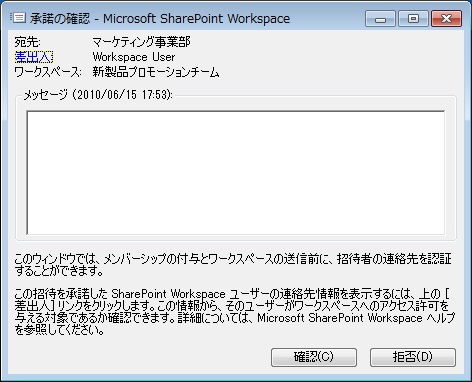 承諾の確認 - Microsoft SharePoint Workspace
宛先: マーケティング事業部
差出人: Workspace User
ワークスペース: 新製品プロモーションチーム
メッセージ (2010/06/15 17:53):
このウィンドウでは、メンバーシップの付与とワークスペースの送信前に、招待者の連絡先を認証
することができます。
この招待を承諾した SharePoint Workspace ユーザーの連絡先情報を表示するには、上の [
差出人] リンクをクリックします。この情報から、そのユーザーがワークスペースへのアクセス許可を
与える対象であるか確認できます。詳細については、Microsoft SharePoint Workspace ヘルプ
を参照してください。
確認(C) 拒否(D)